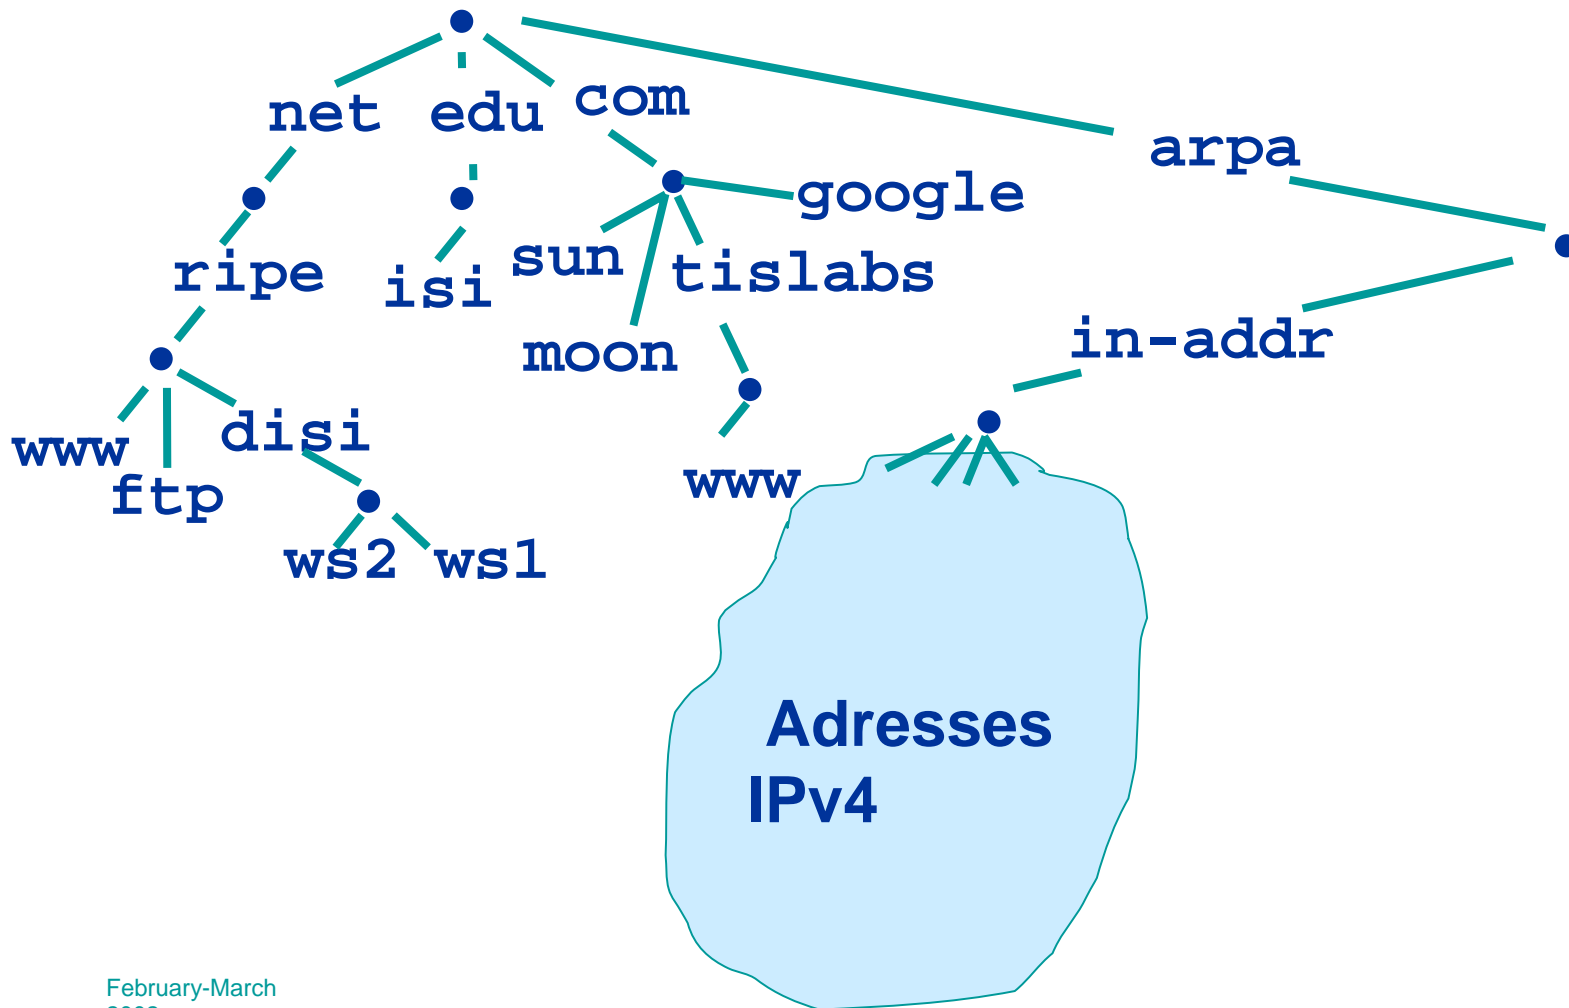 net edu com
arpa
google
ripe isi sun tislabs
moon
in-addr
www disi
ftp
www
ws2 ws1
Adresses
IPv4
February-March